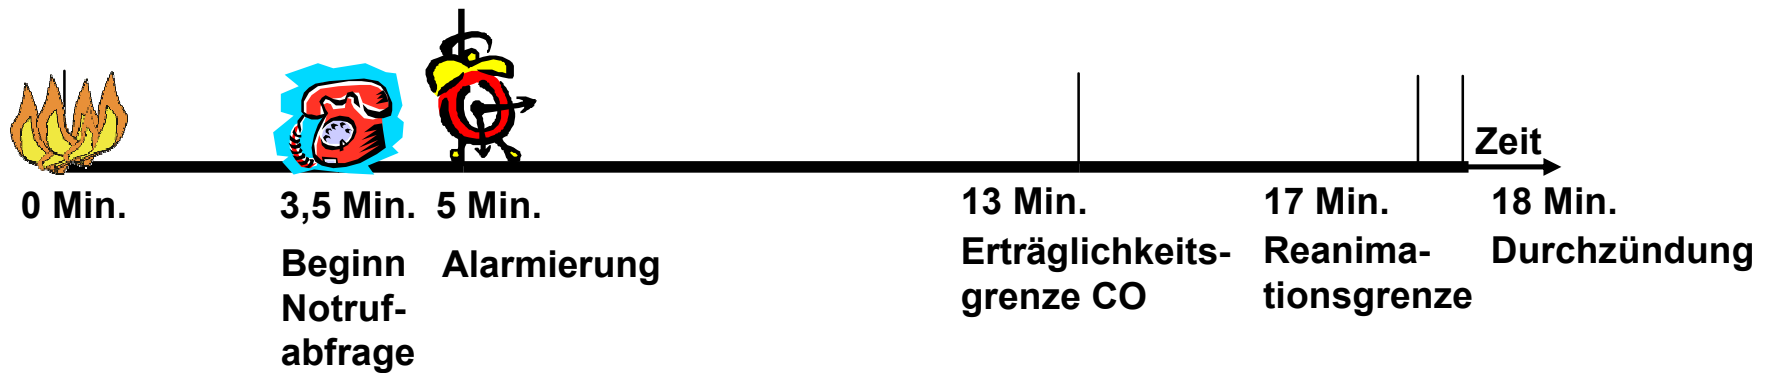 Zeit
0 Min.
3,5 Min.
Beginn
Notruf-
abfrage
5 Min.
Alarmierung
13 Min.
Erträglichkeits-
grenze CO
17 Min.
Reanima-
tionsgrenze
18 Min.
Durchzündung